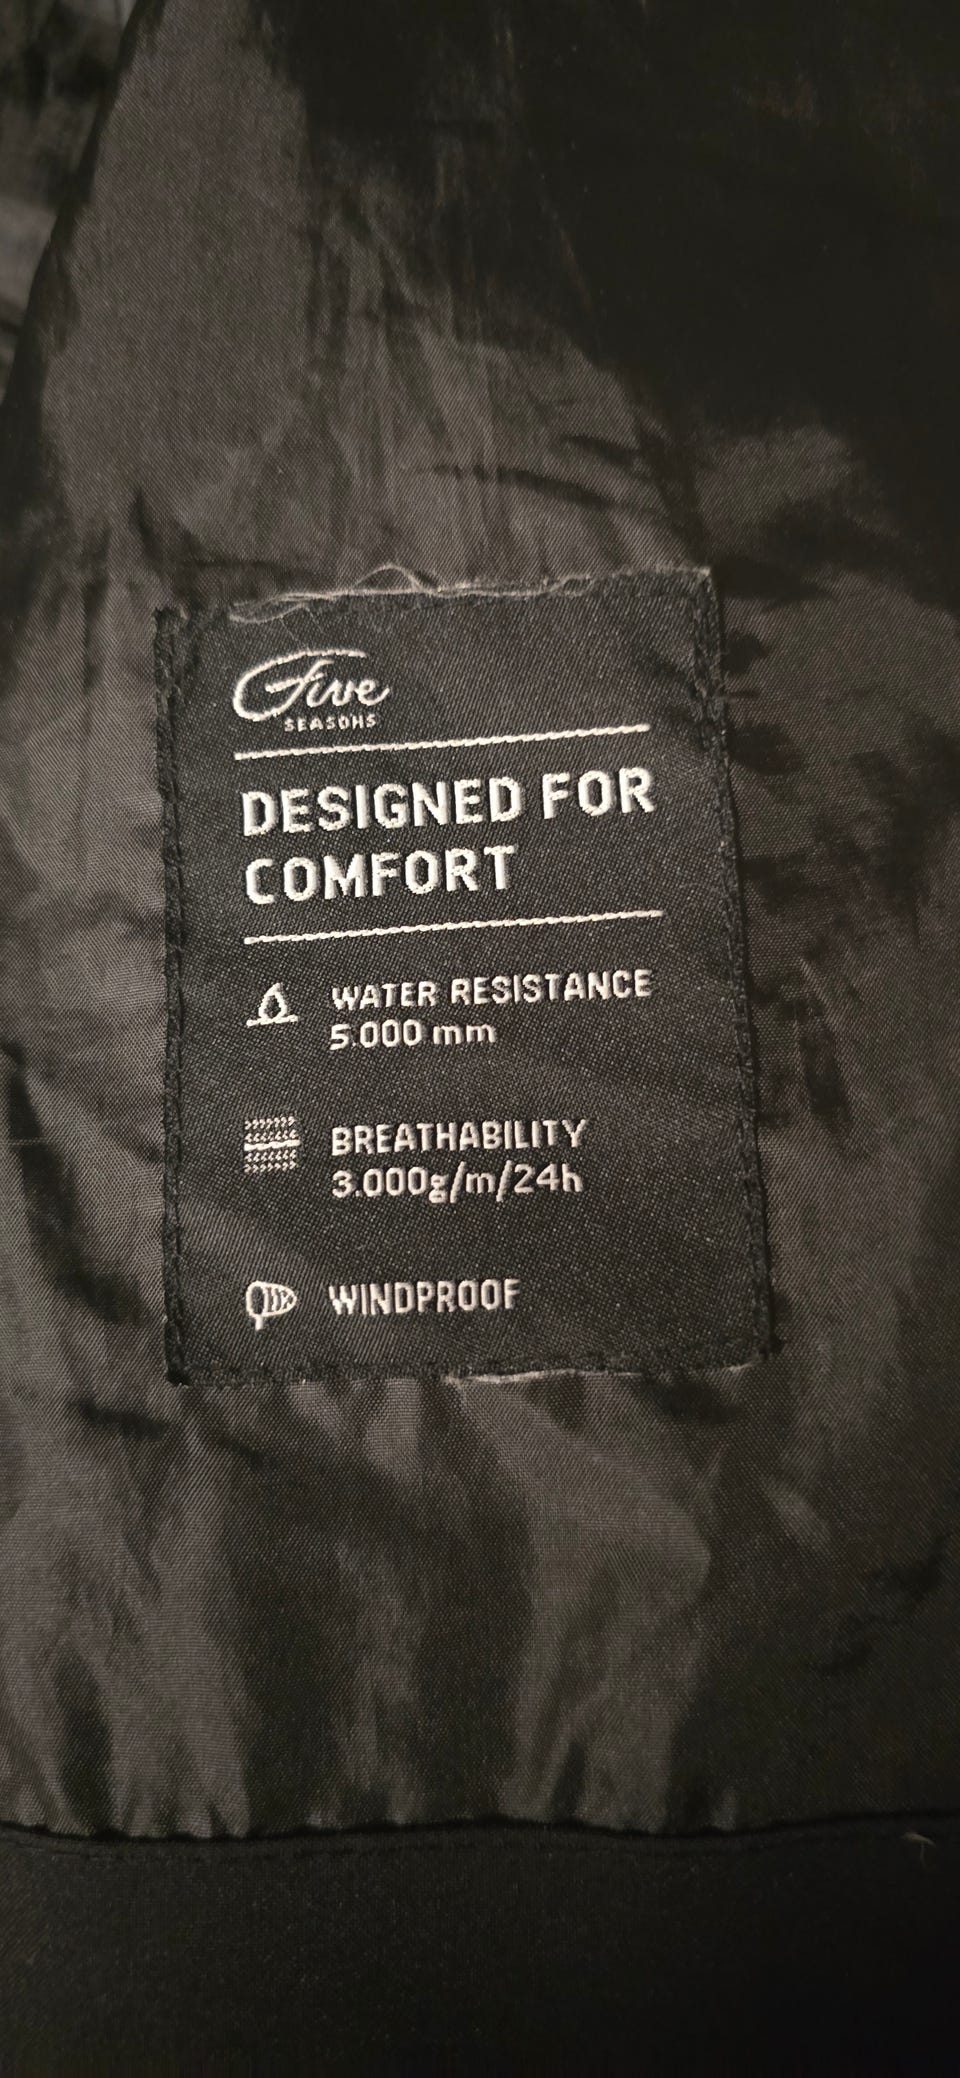 Five
SEASONS
DESIGNED FOR
COMFORT
WATER RESISTANCE
5.000 mm
BREATHABILITY
3.000g/m/24h
WINDPROOF